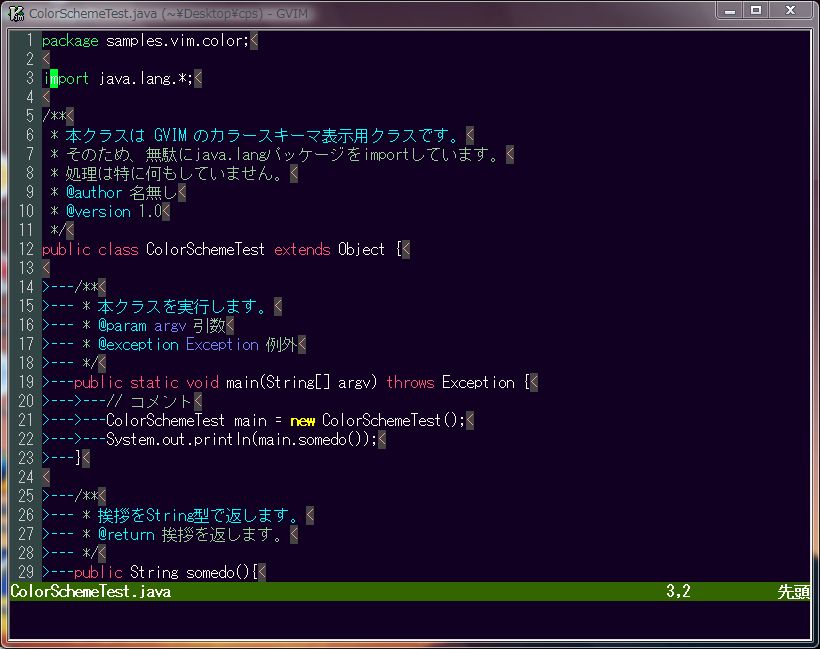 ColorSchemeTest.java (~¥Desktop¥cps) - GVIM
1 package samples.vim.color;<
2 <
3 import java.lang.*;<
4 <
5 /**<
6  * 本クラスは GVIM のカラースキーマ表示用クラスです。<
7  * そのため、無駄にjava.langパッケージをimportしています。<
8  * 処理は特に何もしていません。<
9  * @author 名無し<
10  * @version 1.0<
11  */<
12 public class ColorSchemeTest extends Object {<
13 <
14 >---/**<
15 >--- * 本クラスを実行します。<
16 >--- * @param argv 引数<
17 >--- * @exception Exception 例外<
18 >--- */<
19 >---public static void main(String[] argv) throws Exception {<
20 >--->---// コメント<
21 >--->---ColorSchemeTest main = new ColorSchemeTest();<
22 >--->---System.out.println(main.somedo());<
23 >---}<
24 <
25 >---/**<
26 >--- * 挨拶をString型で返します。<
27 >--- * @return 挨拶を返します。<
28 >--- */<
29 >---public String somedo(){<
ColorSchemeTest.java 3,2 先頭